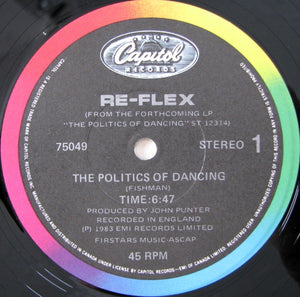 Capitol
RECORDS
RE-FLEX
(FROM THE FORTHCOMING LP
"THE POLITICS OF DANCING" ST 12314)
75049
STEREO 1
THE POLITICS OF DANCING
(FISHMAN)
TIME:6:47
PRODUCED BY JOHN PUNTER
RECORDED IN ENGLAND
℗ 1983 EMI RECORDS LIMITED
FIRSTARS MUSIC-ASCAP
45 RPM